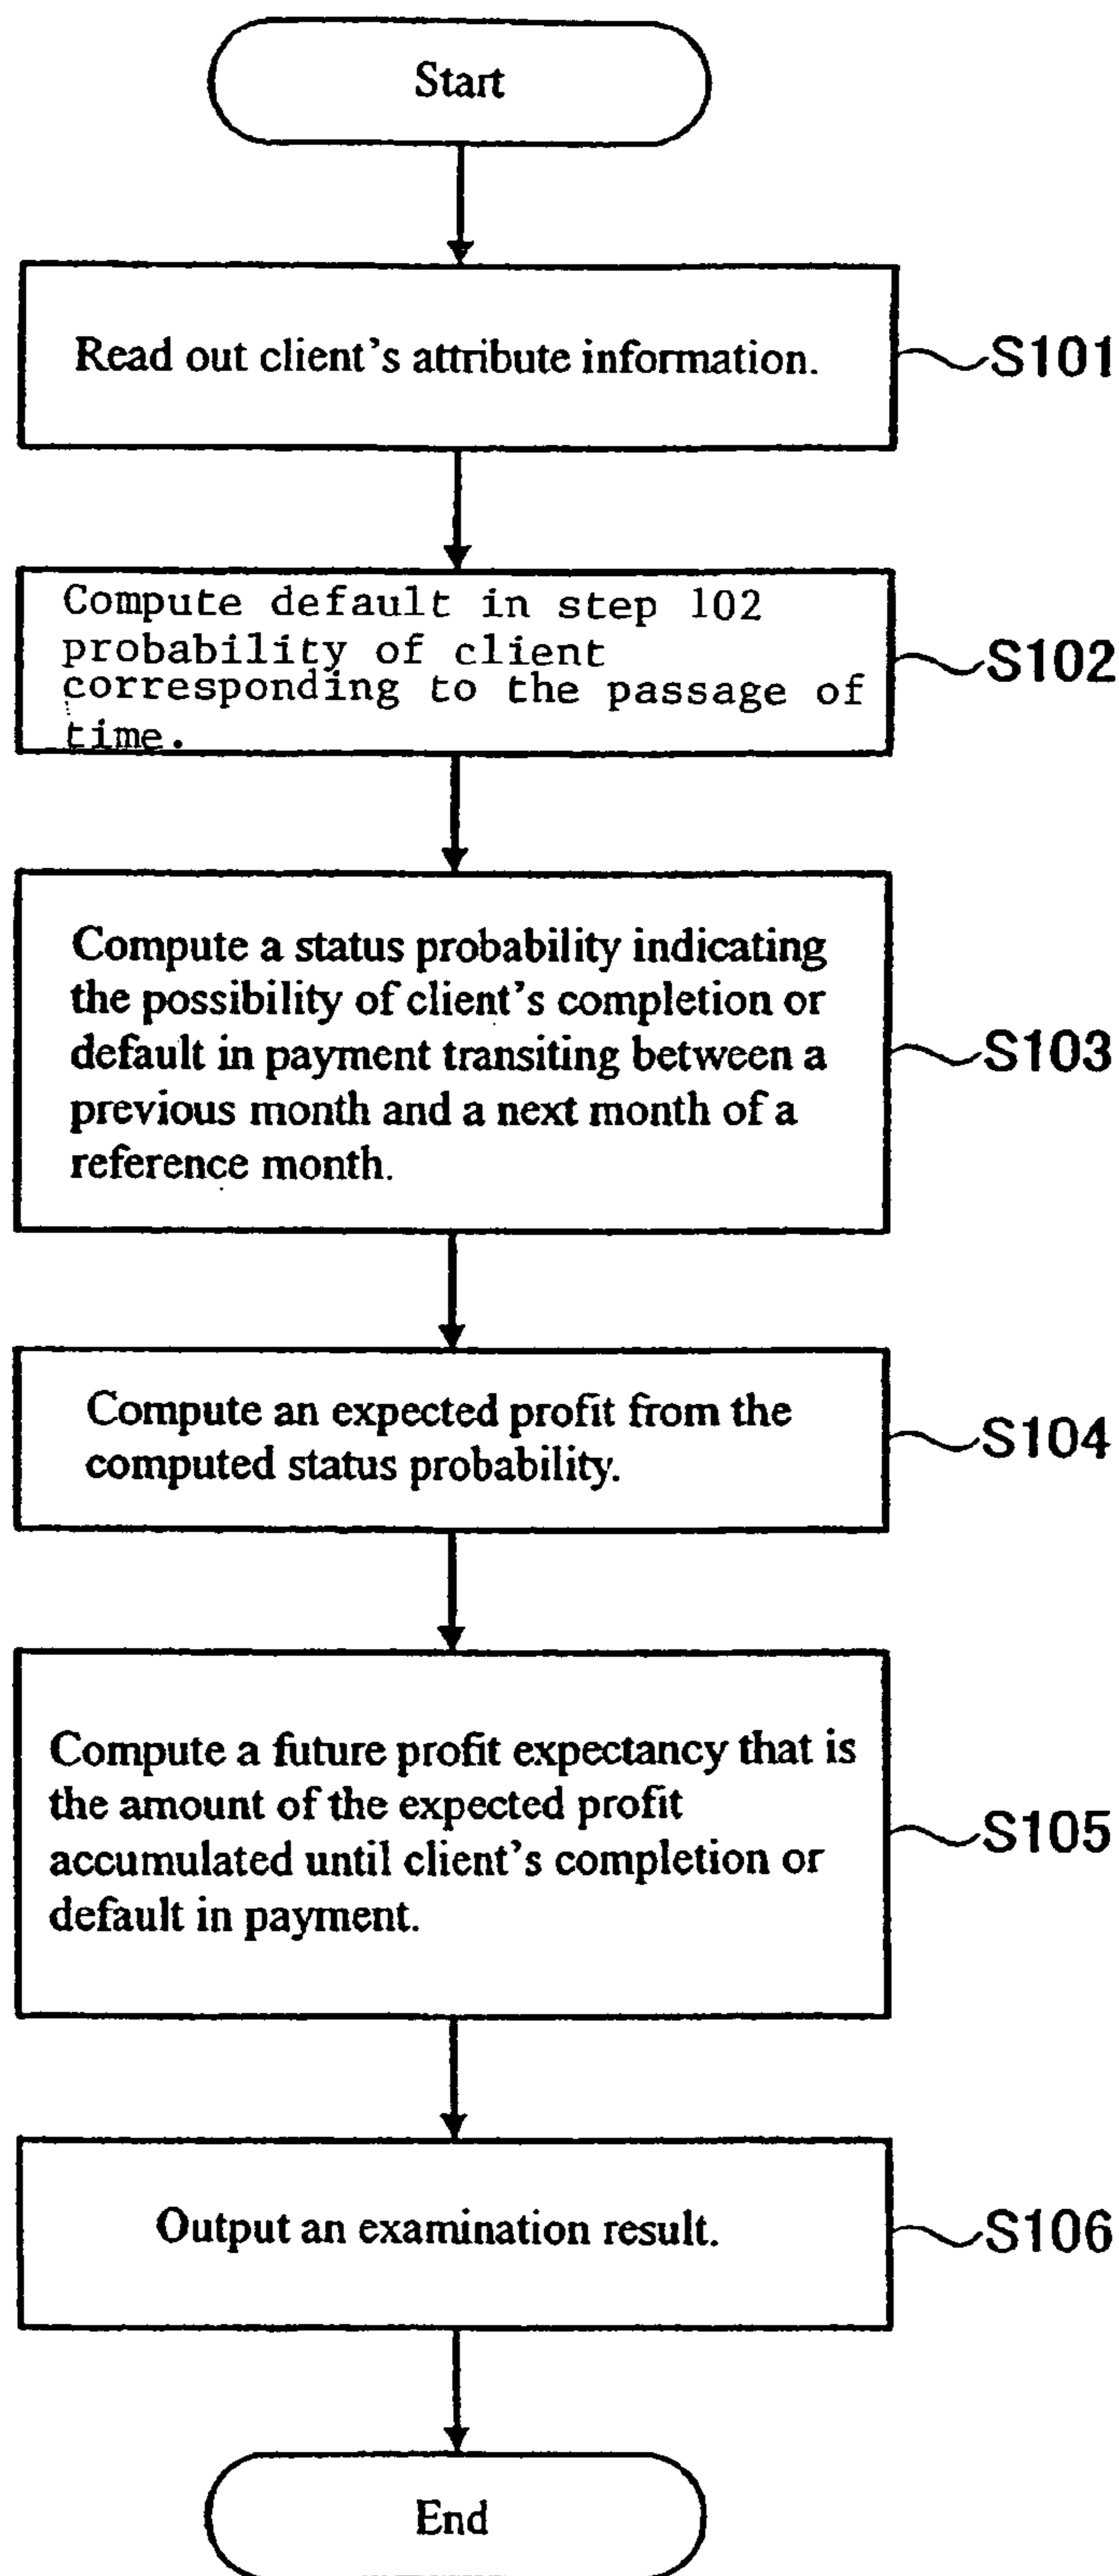 Start
Read out client's attribute information.
S101
Compute default in step 102
probability of client
corresponding to the passage of
time.
S102
Compute a status probability indicating
the possibility of client's completion or
default in payment transiting between a
previous month and a next month of a
reference month.
S103
Compute an expected profit from the
computed status probability.
S104
Compute a future profit expectancy that is
the amount of the expected profit
accumulated until client's completion or
default in payment.
S105
Output an examination result.
S106
End